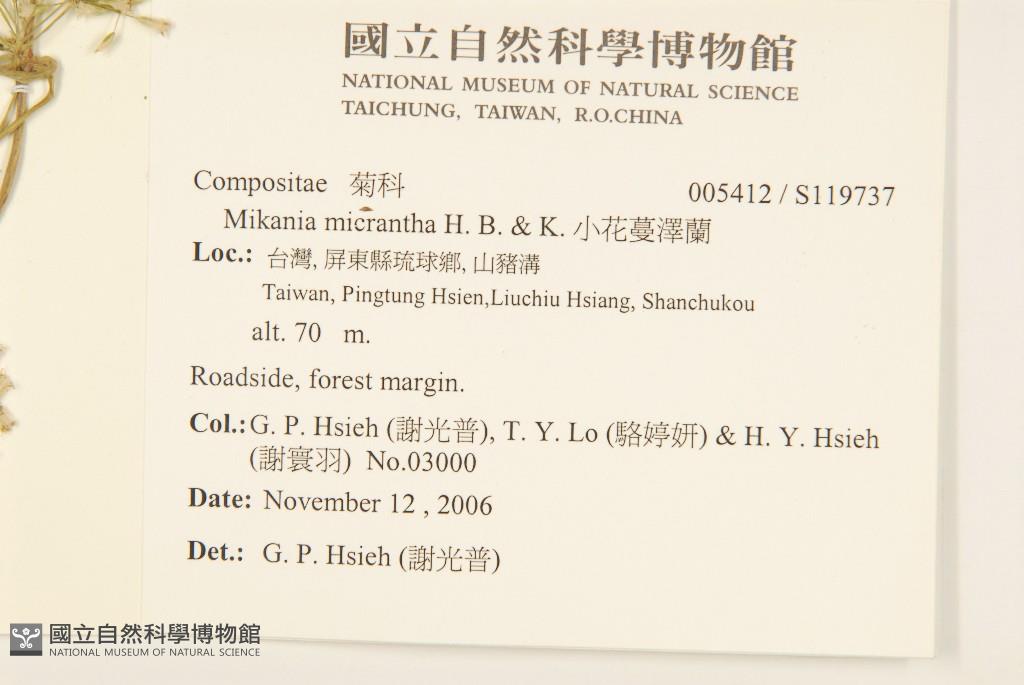 國立自然科學博物館
NATIONAL MUSEUM OF NATURAL SCIENCE
TAICHUNG, TAIWAN, R.O.CHINA
Compositae 菊科 005412 / S119737
Mikania micrantha H. B. & K. 小花蔓澤蘭
Loc.: 台灣, 屏東縣琉球鄉, 山豬溝
Taiwan, Pingtung Hsien,Liuchiu Hsiang, Shanchukou
alt. 70 m.
Roadside, forest margin.
Col.: G. P. Hsieh (謝光普), T. Y. Lo (駱婷妍) & H. Y. Hsieh
(謝寰羽) No.03000
Date: November 12 , 2006
Det.: G. P. Hsieh (謝光普)
國立自然科學博物館
NATIONAL MUSEUM OF NATURAL SCIENCE